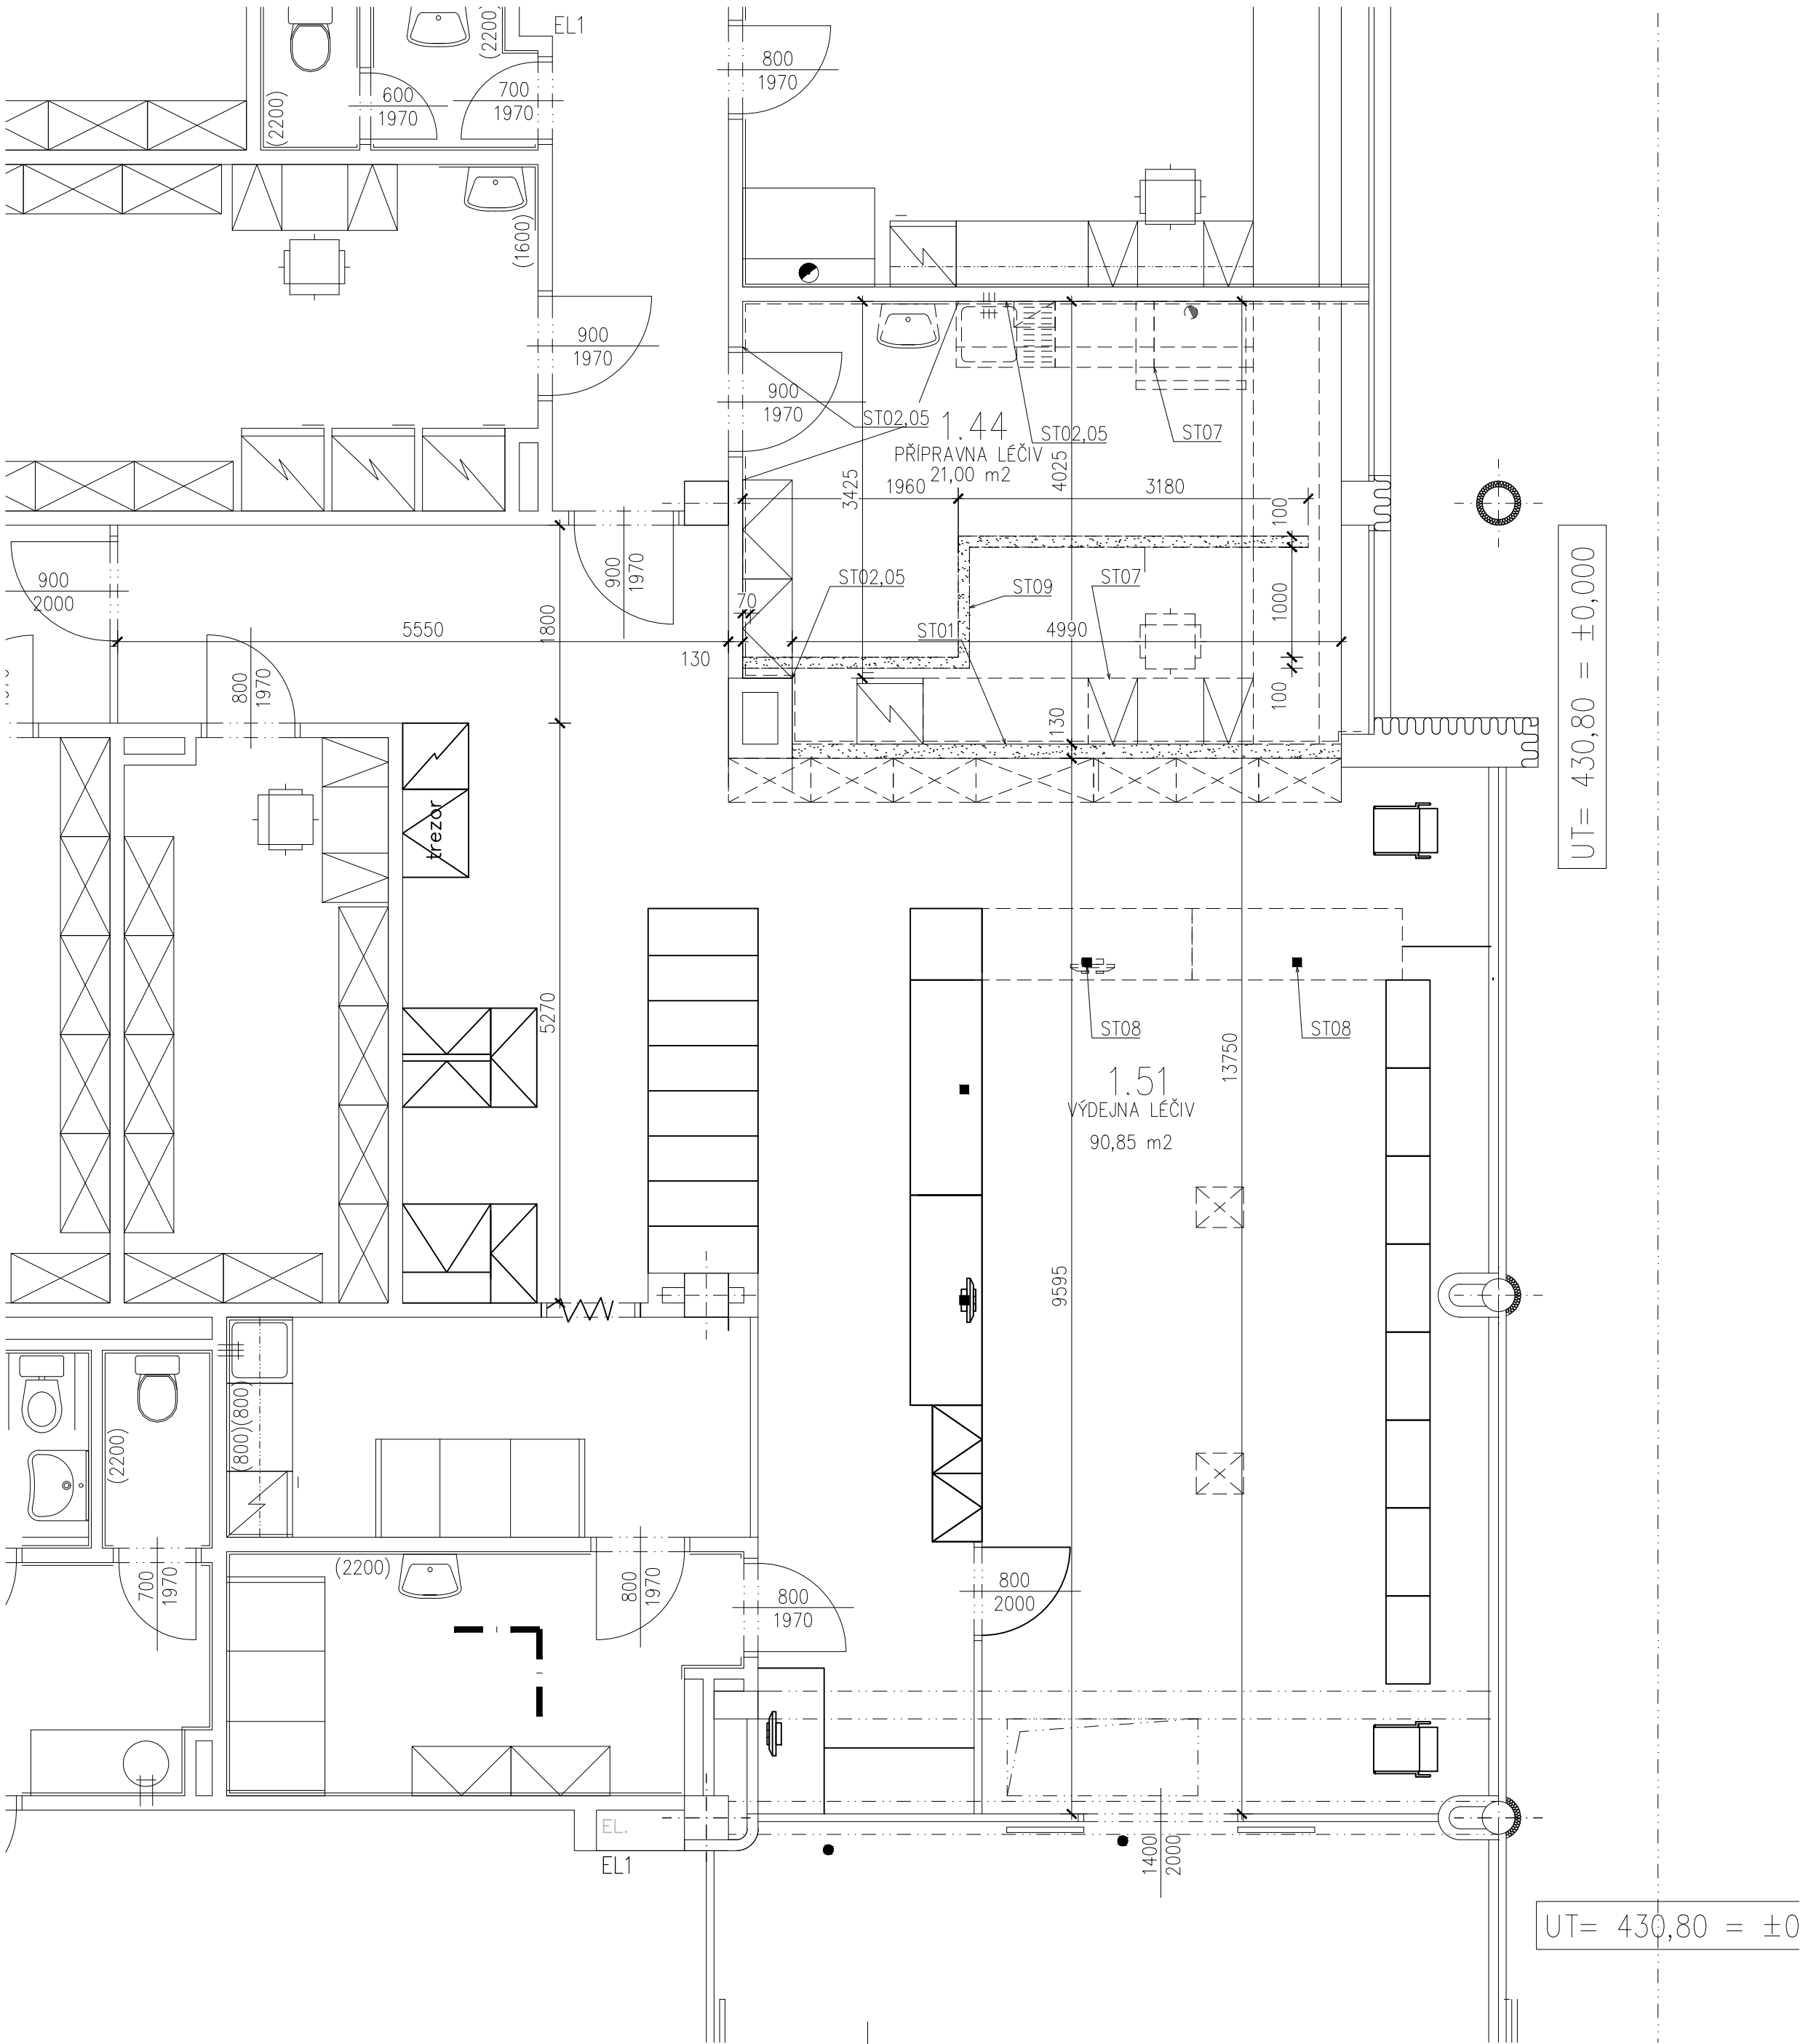 EL1
(2200)
800
1970
600
1970
700
1970
(2200)
(1600)
900
1970
900
1970
ST02,05
1.44
ST02,05
ST07
PŘÍPRAVNA LÉČIV
21,00 m2
3425
4025
1960
3180
100
900
1970
900
2000
ST02,05
ST09
ST07
70
1000
1800
5550
ST01
4990
130
800
1970
100
130
UT= 430,80 = ±0,000
trezor
5270
ST08
ST08
13750
1.51
VÝDEJNA LÉČIV
90,85 m2
9595
(800)(800)
(2200)
(2200)
700
1970
800
1970
800
1970
800
2000
EL.
EL1
1400
2000
UT= 430,80 = ±0